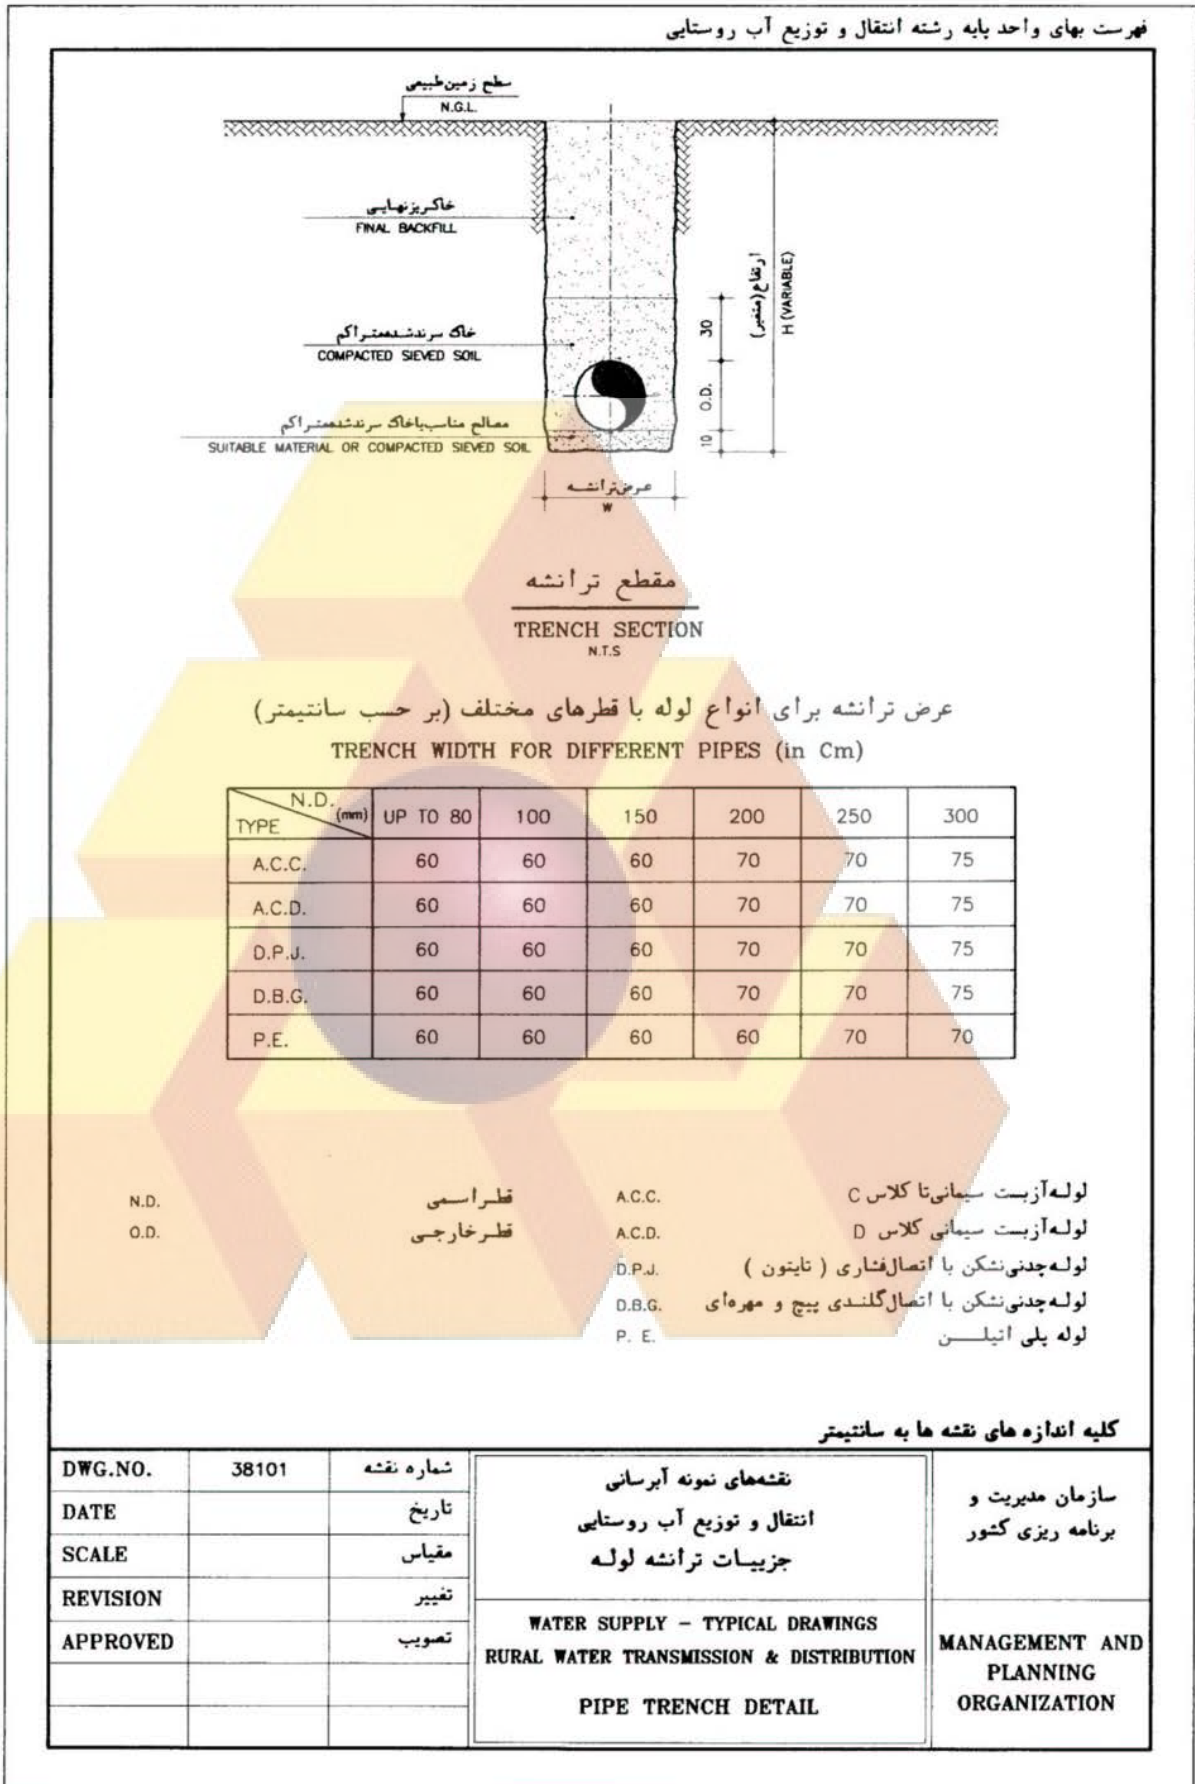 فهرست بهای واحد پایه رشته انتقال و توزیع آب روستایی
سطح زمین طبیعی
N.G.L.
خاکریز نهایی
FINAL BACKFILL
خاک سرند شده متراکم
COMPACTED SIEVED SOIL
مصالح مناسب یا خاک سرند شده متراکم
SUITABLE MATERIAL OR COMPACTED SIEVED SOIL
30
O.D.
10
ارتفاع (متغیر)
H (VARIABLE)
عرض ترانشه
W
مقطع ترانشه
TRENCH SECTION
N.T.S
عرض ترانشه برای انواع لوله با قطرهای مختلف (بر حسب سانتیمتر)
TRENCH WIDTH FOR DIFFERENT PIPES (in Cm)
TYPE N.D. (mm) UP TO 80 100 150 200 250 300
A.C.C. 60 60 60 70 70 75
A.C.D. 60 60 60 70 70 75
D.P.J. 60 60 60 70 70 75
D.B.G. 60 60 60 70 70 75
P.E. 60 60 60 60 70 70
لوله آزبست سیمانی تا کلاس C A.C.C.
لوله آزبست سیمانی کلاس D A.C.D.
لوله چدنی نشکن با اتصال فشاری ( تایتون ) D.P.J.
لوله چدنی نشکن با اتصال گلندی پیچ و مهره‌ای D.B.G.
لوله پلی اتیلن P. E.
قطر اسمی N.D.
قطر خارجی O.D.
کلیه اندازه های نقشه ها به سانتیمتر
DWG.NO. 38101 شماره نقشه
DATE تاریخ
SCALE مقیاس
REVISION تغییر
APPROVED تصویب
نقشه‌های نمونه آبرسانی
انتقال و توزیع آب روستایی
جزییات ترانشه لوله
WATER SUPPLY – TYPICAL DRAWINGS
RURAL WATER TRANSMISSION & DISTRIBUTION
PIPE TRENCH DETAIL
سازمان مدیریت و
برنامه ریزی کشور
MANAGEMENT AND
PLANNING
ORGANIZATION